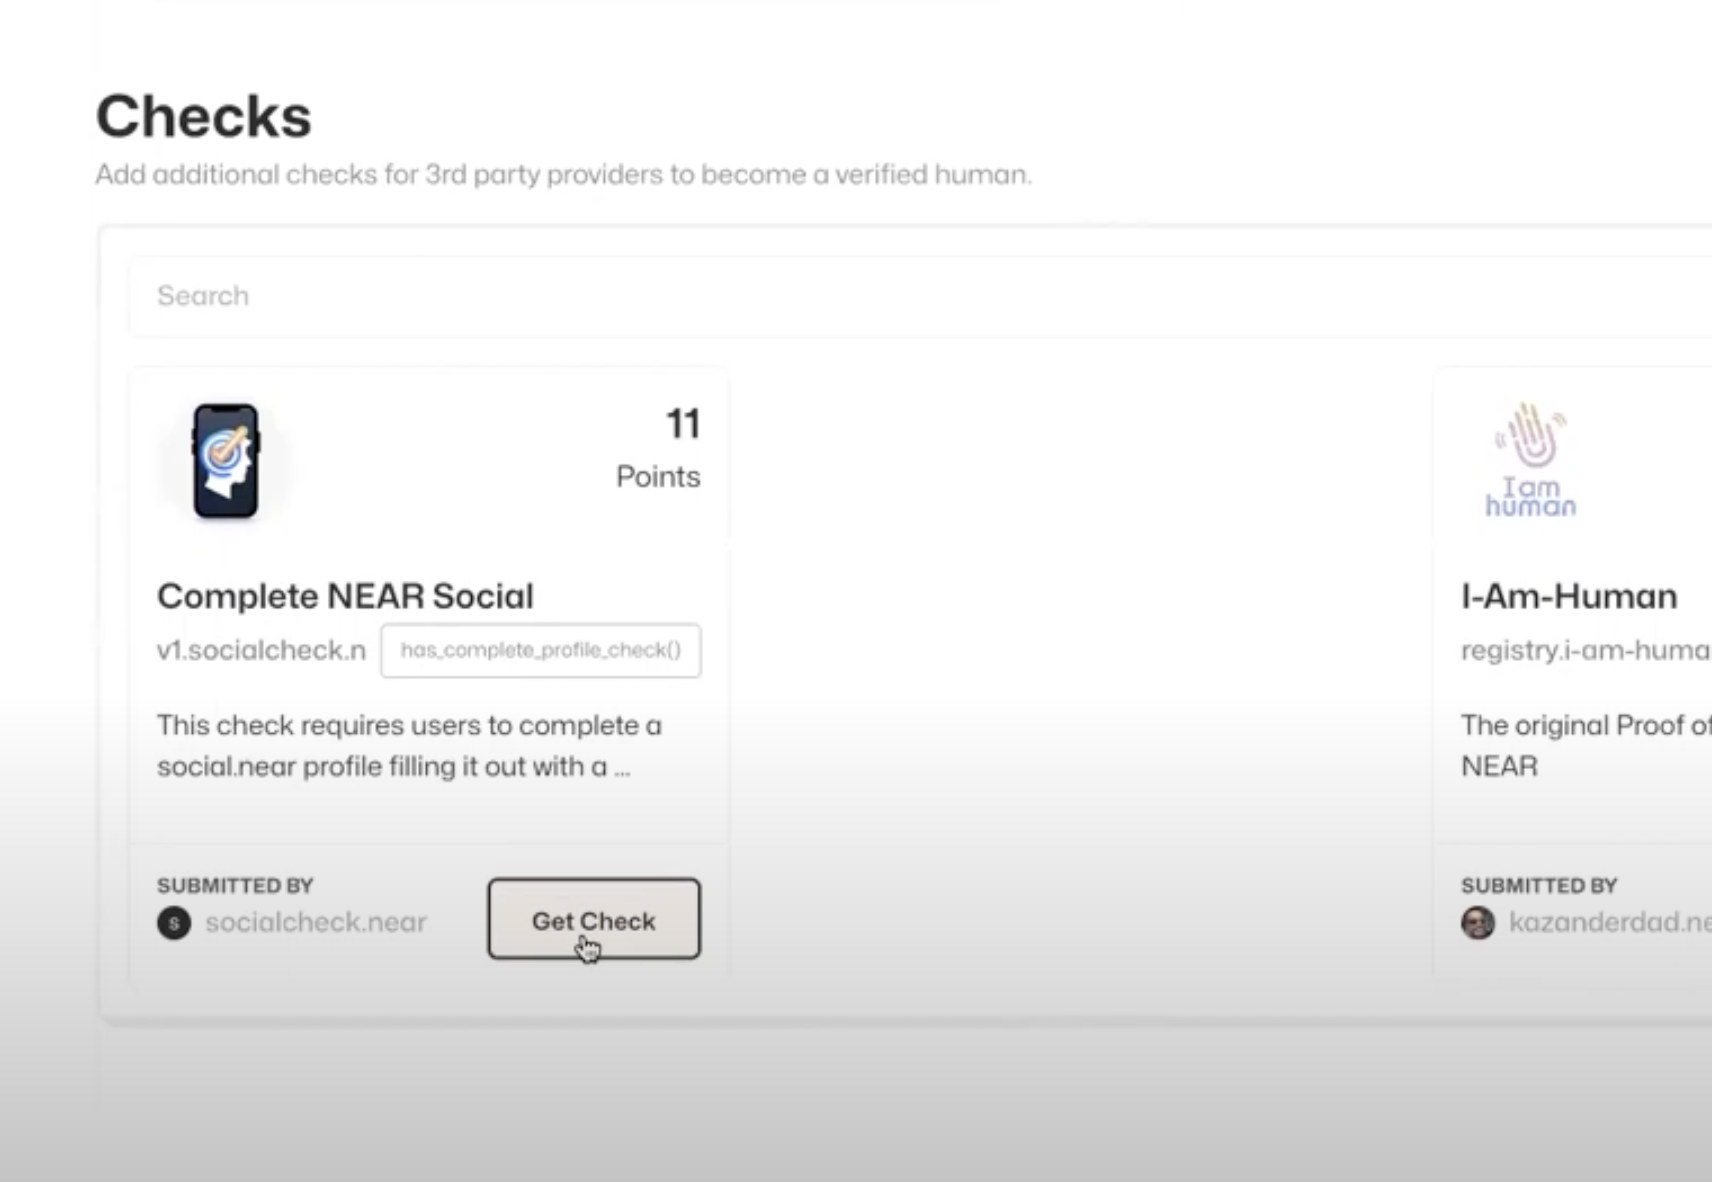 Checks
Add additional checks for 3rd party providers to become a verified human.
Search
11
Points
Complete NEAR Social
v1.socialcheck.n
has_complete_profile_check()
This check requires users to complete a
social.near profile filling it out with a ...
SUBMITTED BY
s
socialcheck.near
Get Check
I am
human
I-Am-Human
registry.i-am-huma
The original Proof of
NEAR
SUBMITTED BY
kazanderdad.ne